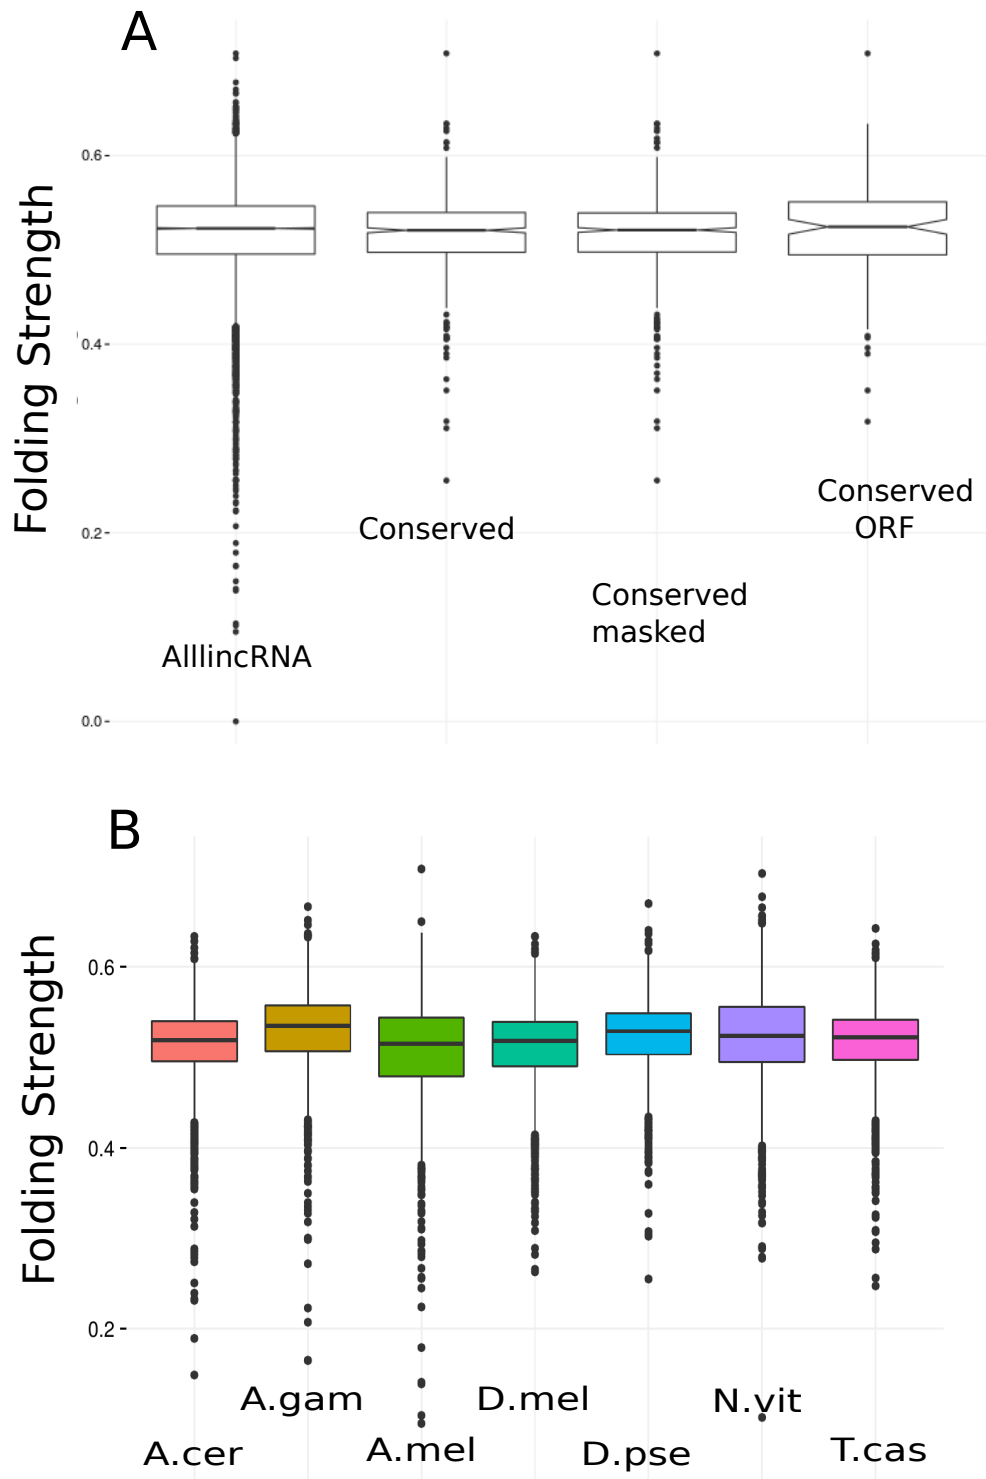 A
Folding Strength
0.6
0.4
0.2
0.0
AlllincRNA
Conserved
Conserved
masked
Conserved
ORF
B
Folding Strength
0.6
0.4
0.2
A.cer
A.gam
A.mel
D.mel
D.pse
N.vit
T.cas